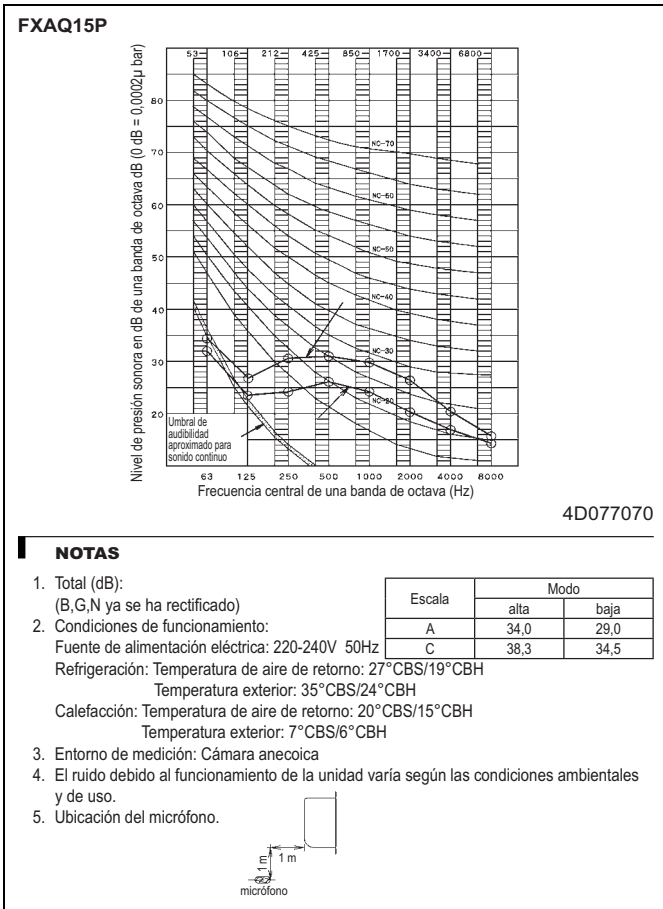 FXAQ15P
Nivel de presión sonora en dB de una banda de octava dB (0 dB = 0,0002µ bar)
53 106 212 425 850 1700 3400 6800
80
70
60
50
40
30
20
NC-70
NC-60
NC-50
NC-40
NC-30
NC-20
Umbral de
audibilidad
aproximado para
sonido continuo
63 125 250 500 1000 2000 4000 8000
Frecuencia central de una banda de octava (Hz)
4D077070
NOTAS
1. Total (dB):
(B,G,N ya se ha rectificado)
Escala Modo
alta baja
A 34,0 29,0
C 38,3 34,5
2. Condiciones de funcionamiento:
Fuente de alimentación eléctrica: 220-240V 50Hz
Refrigeración: Temperatura de aire de retorno: 27°CBS/19°CBH
Temperatura exterior: 35°CBS/24°CBH
Calefacción: Temperatura de aire de retorno: 20°CBS/15°CBH
Temperatura exterior: 7°CBS/6°CBH
3. Entorno de medición: Cámara anecoica
4. El ruido debido al funcionamiento de la unidad varía según las condiciones ambientales
y de uso.
5. Ubicación del micrófono.
1 m
1 m
micrófono